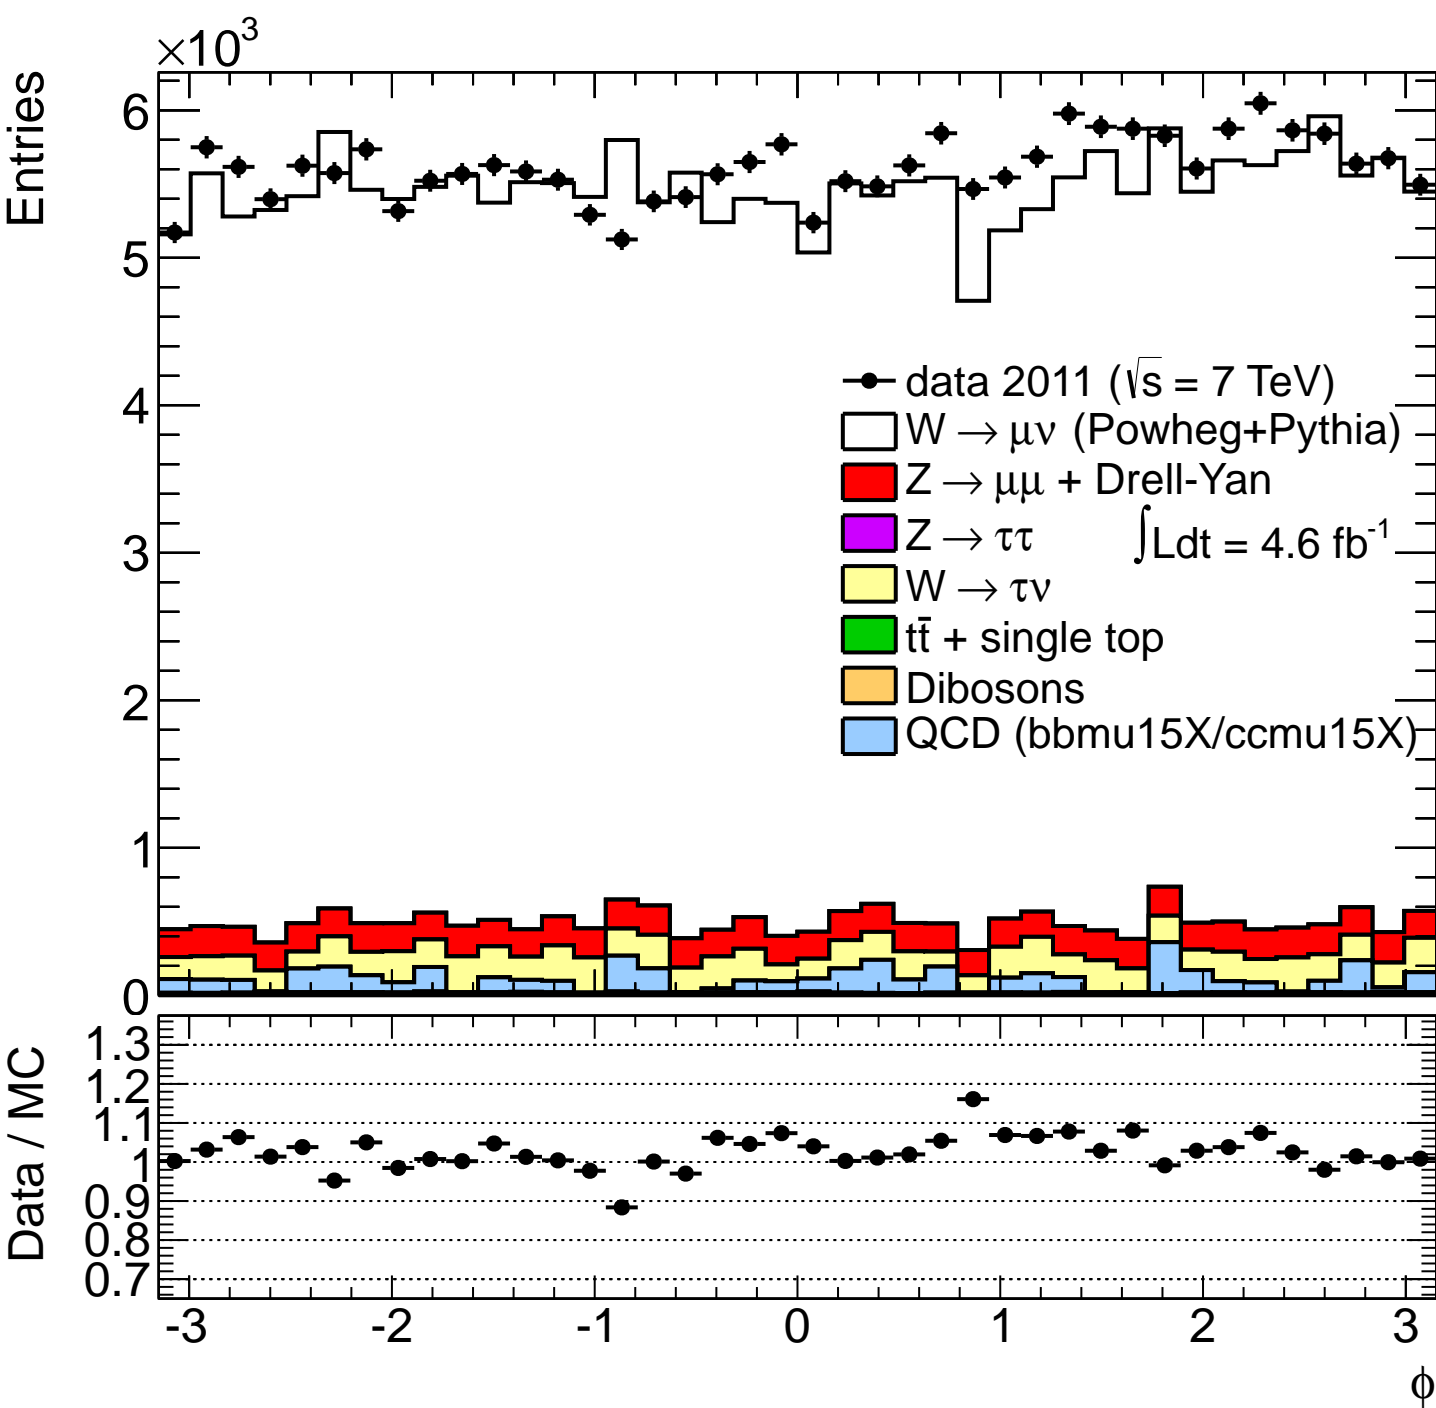 ×10³
Entries
6
5
4
3
2
1
0
data 2011 (√s = 7 TeV)
W → μν (Powheg+Pythia)
Z → μμ + Drell-Yan
Z → ττ
∫Ldt = 4.6 fb⁻¹
W → τν
tt̄ + single top
Dibosons
QCD (bbmu15X/ccmu15X)
Data / MC
1.3
1.2
1.1
1
0.9
0.8
0.7
-3 -2 -1 0 1 2 3
ϕ